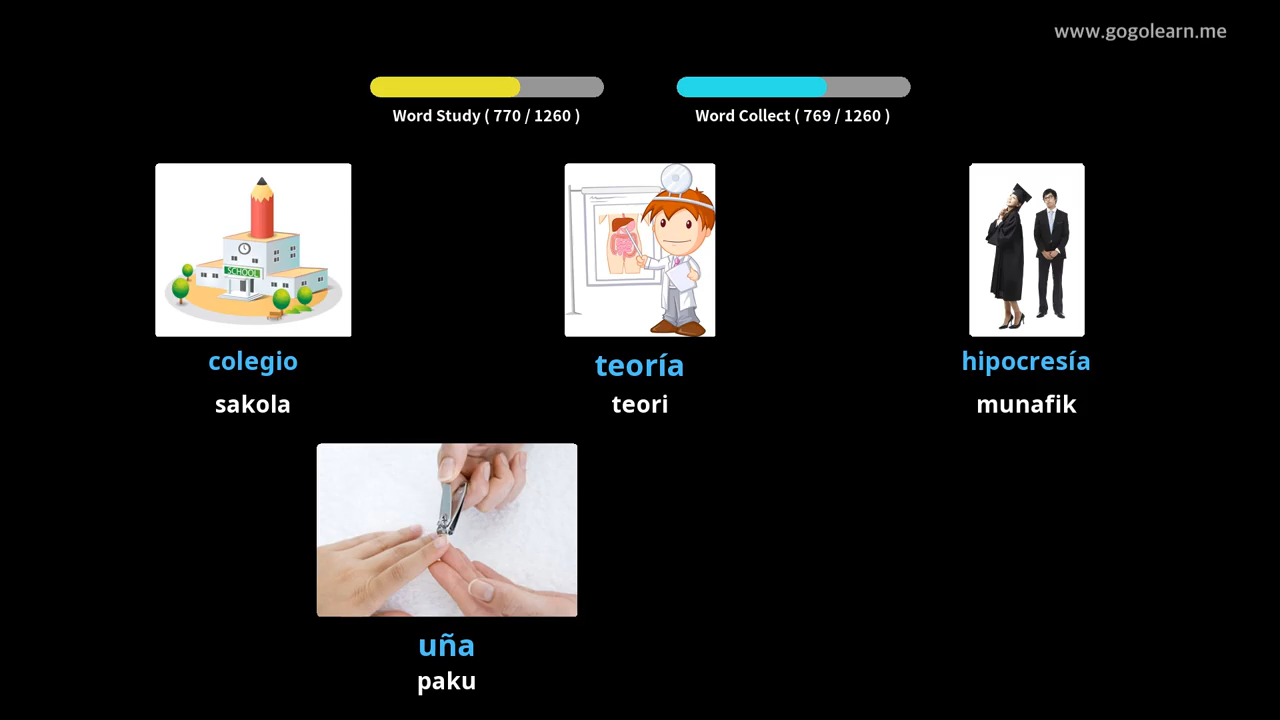 www.gogolearn.me
Word Study ( 770 / 1260 )
Word Collect ( 769 / 1260 )
SCHOOL
colegio
sakola
teoría
teori
hipocresía
munafik
uña
paku